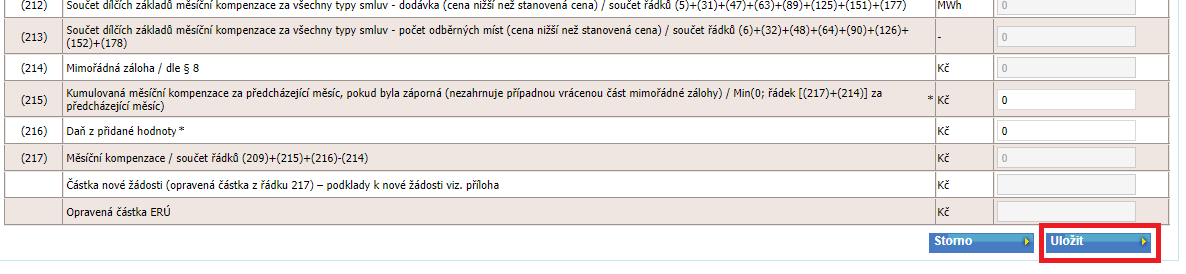 (212) Součet dílčích základů měsíční kompenzace za všechny typy smluv - dodávka (cena nižší než stanovená cena) / součet řádků (5)+(31)+(47)+(63)+(89)+(125)+(151)+(177) MWh 0
(213) Součet dílčích základů měsíční kompenzace za všechny typy smluv - počet odběrných míst (cena nižší než stanovená cena) / součet řádků (6)+(32)+(48)+(64)+(90)+(126)+ - 0
(152)+(178)
(214) Mimořádná záloha / dle § 8 Kč 0
(215) Kumulovaná měsíční kompenzace za předcházející měsíc, pokud byla záporná (nezahrnuje případnou vrácenou část mimořádné zálohy) / Min(0; řádek [(217)+(214)] za * Kč 0
předcházející měsíc)
(216) Daň z přidané hodnoty * Kč 0
(217) Měsíční kompenzace / součet řádků (209)+(215)+(216)-(214) Kč 0
Částka nové žádosti (opravená částka z řádku 217) – podklady k nové žádosti viz. příloha Kč
Opravená částka ERÚ Kč
Storno Uložit